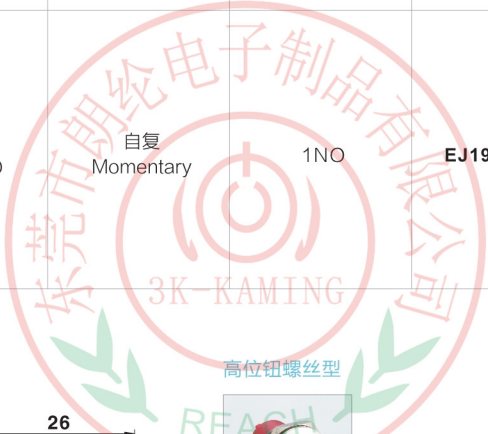 东莞市朗纶电子制品有限公司
自复
Momentary
1NO
EJ19
3K-KAMING
高位钮螺丝型
26
REACH